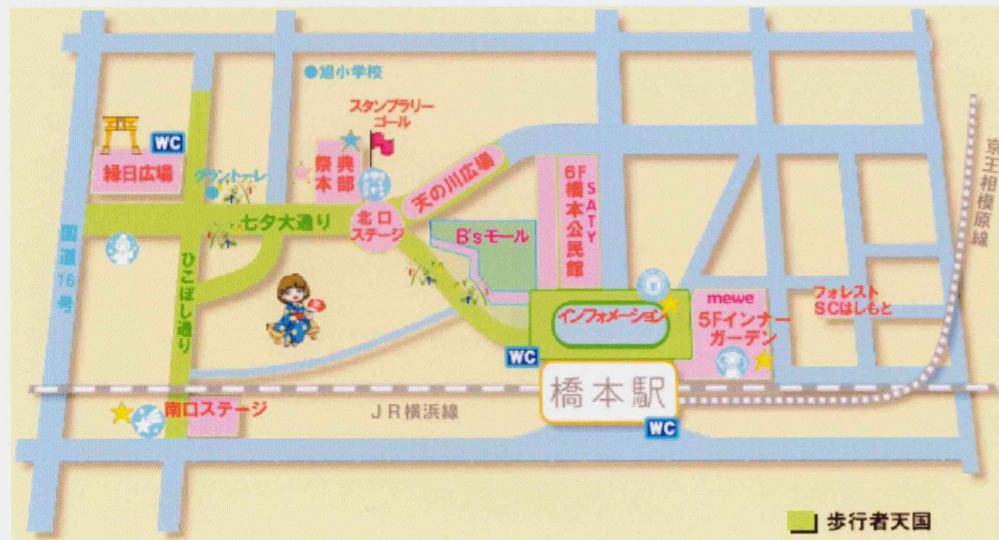 旭小学校
スタンプラリー
ゴール
WC
縁日広場
グラントーレ
祭典
本部
天の川広場
七夕大通り
北口
ステージ
B'sモール
6F
橋本公民館
SATY
京王相模原線
国道16号
ひこぼし通り
インフォメーション
mewe
5Fインナー
ガーデン
フォレスト
SCはしもと
WC
橋本駅
南口ステージ
JR横浜線
WC
歩行者天国